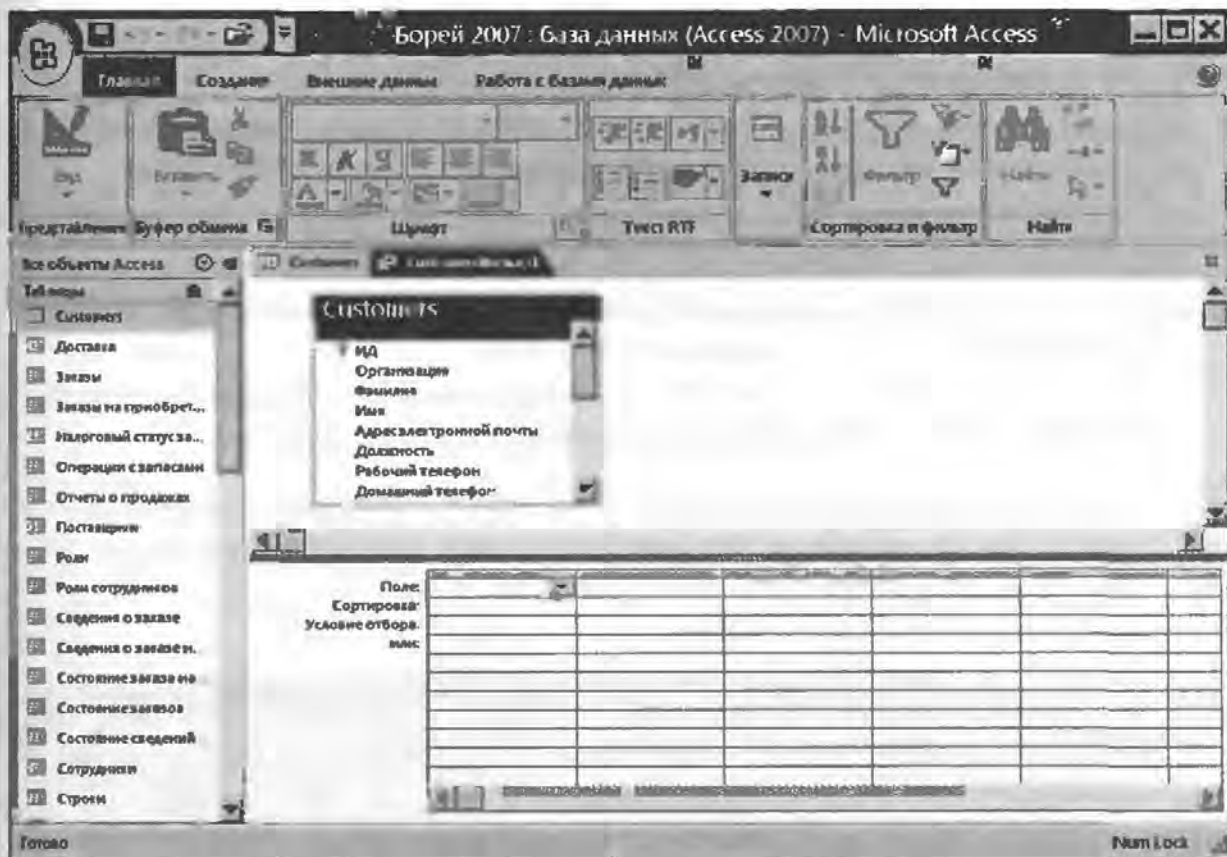 Борей 2007 : база данных (Access 2007) - Microsoft Access
Главная Создание Внешние данные Работа с базами данных
Вид Вставить Записи Фильтр Найти
Представления Буфер обмена Шрифт Текст RTF Сортировка и фильтр Найти
Все объекты Access
Таблицы
Customers
Доставка
Заказы
Заказы на приобрет...
Налоговый статус за...
Операции с запасами
Отчеты о продажах
Поставщики
Роли
Роли сотрудников
Сведения о заказе
Сведения о заказе н...
Состояние заказа на
Состояние заказов
Состояние сведений
Сотрудники
Строки
Customers
Customers
ИД
Организация
Фамилия
Имя
Адрес электронной почты
Должность
Рабочий телефон
Домашний телефон
Поле:
Сортировка:
Условие отбора:
или:
Готово
Num Lock